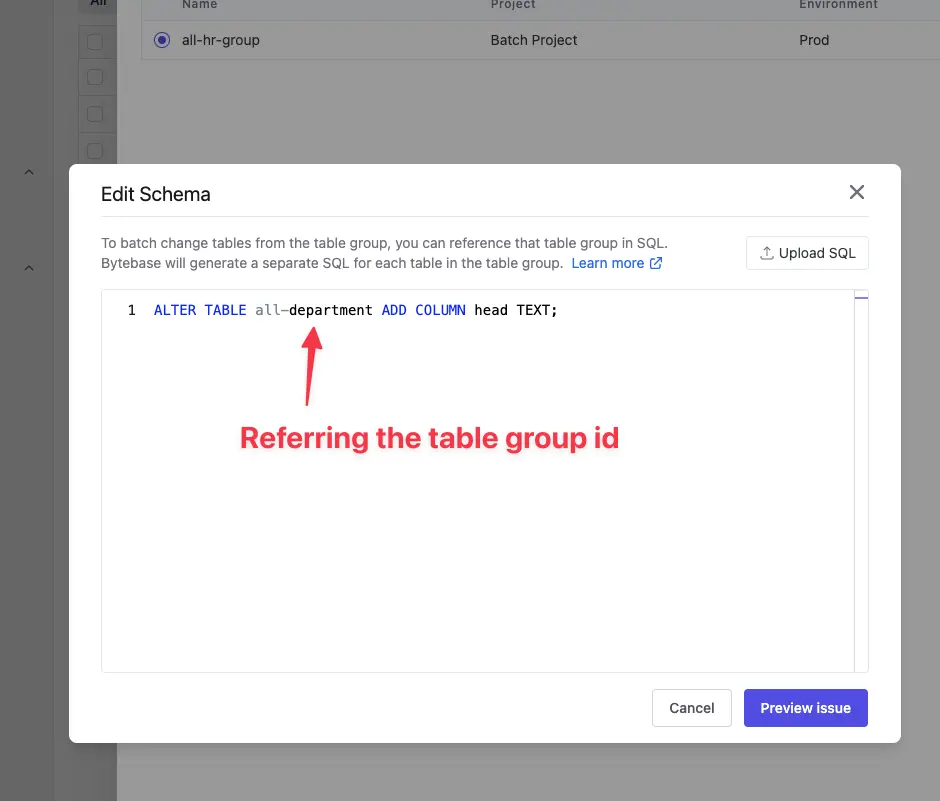 All
Name Project Environment
all-hr-group Batch Project Prod
Edit Schema
To batch change tables from the table group, you can reference that table group in SQL.
Bytebase will generate a separate SQL for each table in the table group. Learn more
Upload SQL
1 ALTER TABLE all-department ADD COLUMN head TEXT;
Referring the table group id
Cancel Preview issue